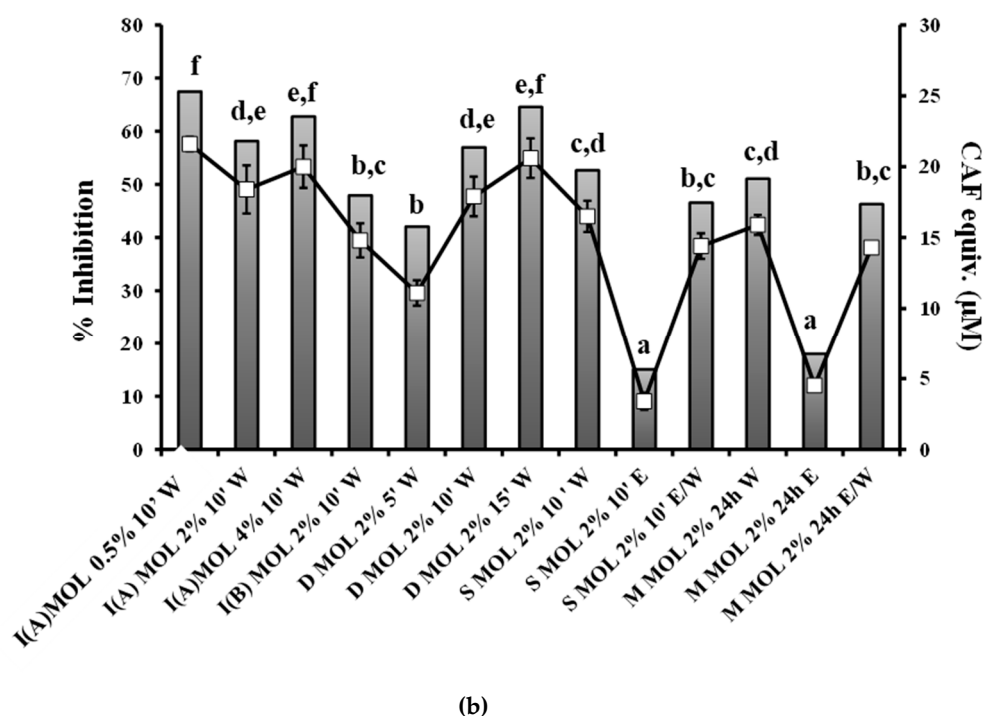 80
70
60
50
40
30
20
10
0
% Inhibition
30
25
20
15
10
5
0
CAF equiv. (µM)
f
d,e
e,f
b,c
b
d,e
e,f
c,d
a
b,c
c,d
a
b,c
I(A)MOL 0.5% 10' W
I(A) MOL 2% 10' W
I(A)MOL 4% 10' W
I(B) MOL 2% 10' W
D MOL 2% 5' W
D MOL 2% 10' W
D MOL 2% 15' W
S MOL 2% 10 ' W
S MOL 2% 10' E
S MOL 2% 10' E/W
M MOL 2% 24h W
M MOL 2% 24h E
M MOL 2% 24h E/W
(b)